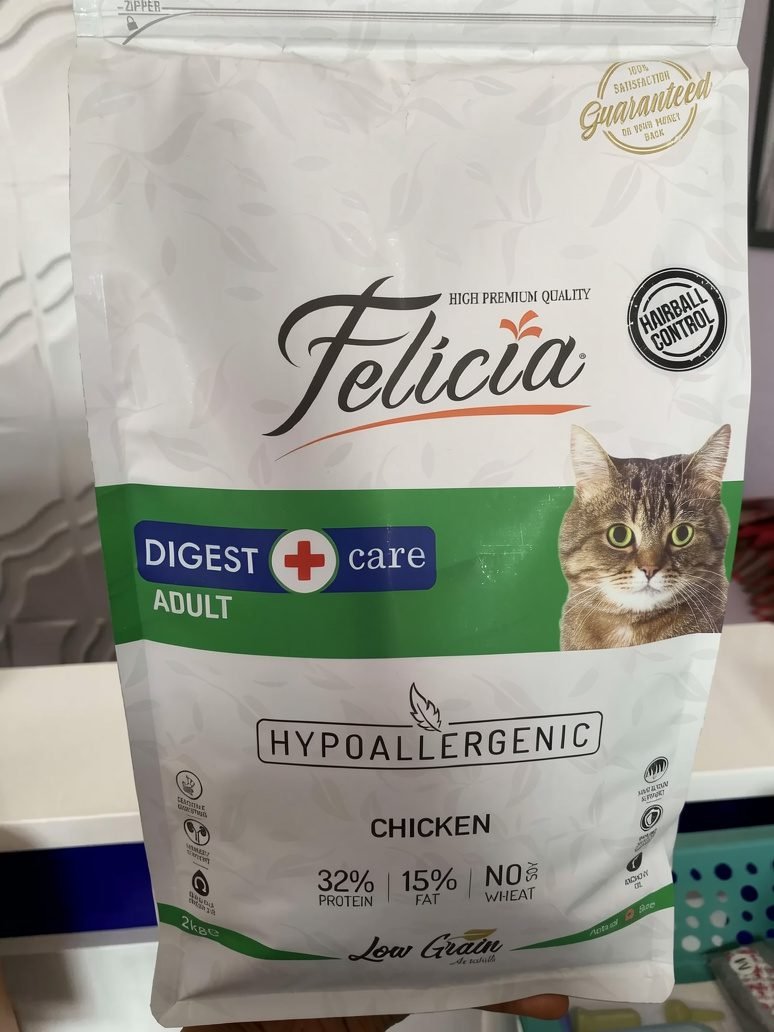 ZIPPER
100%
SATISFACTION
Guaranteed
OR YOUR MONEY
BACK
HIGH PREMIUM QUALITY
Felicia
HAIRBALL
CONTROL
DIGEST + care
ADULT
HYPOALLERGENIC
CHICKEN
32% PROTEIN
15% FAT
NO SOY WHEAT
2kg
Low Grain